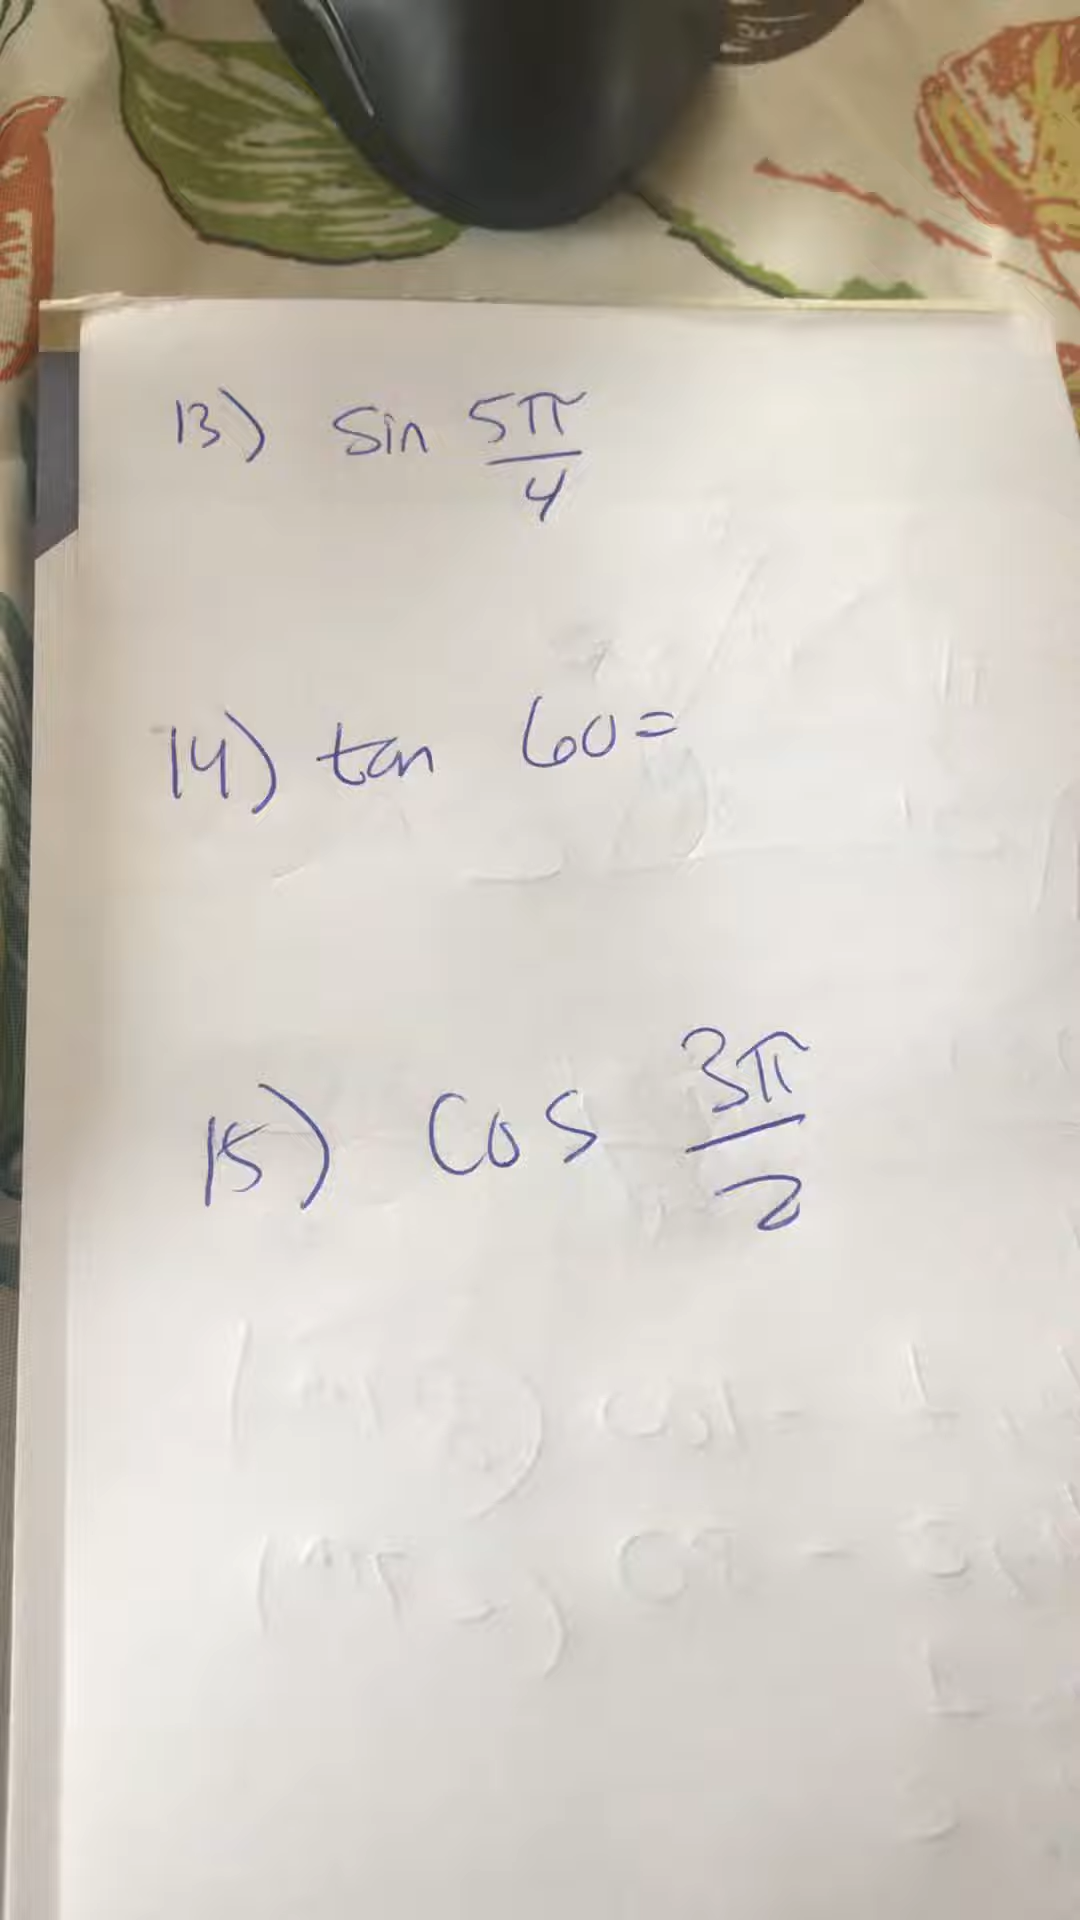 13) sin 5π/4
14) tan 60=
15) cos 3π/2